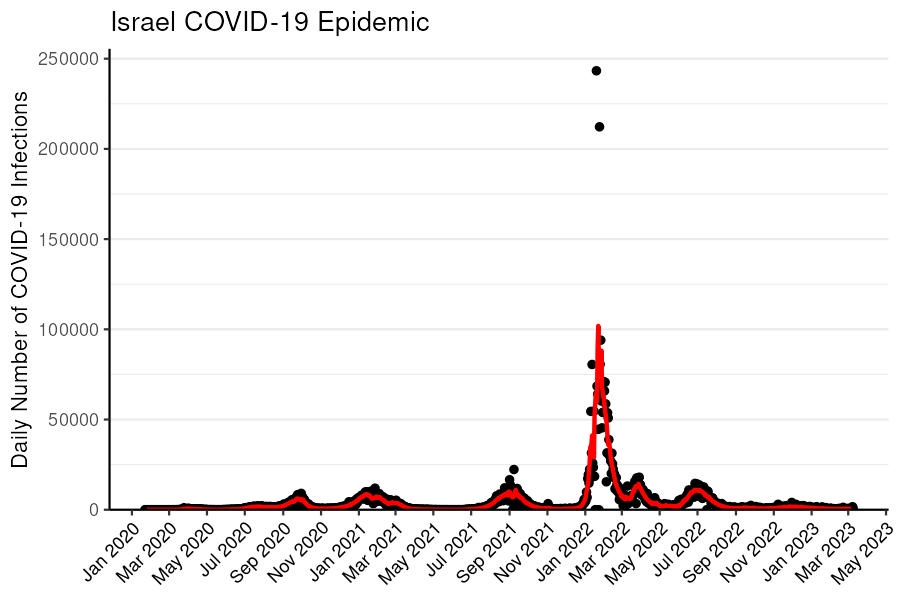 Israel COVID-19 Epidemic
Daily Number of COVID-19 Infections
250000
200000
150000
100000
50000
0
Jan 2020
Mar 2020
May 2020
Jul 2020
Sep 2020
Nov 2020
Jan 2021
Mar 2021
May 2021
Jul 2021
Sep 2021
Nov 2021
Jan 2022
Mar 2022
May 2022
Jul 2022
Sep 2022
Nov 2022
Jan 2023
Mar 2023
May 2023